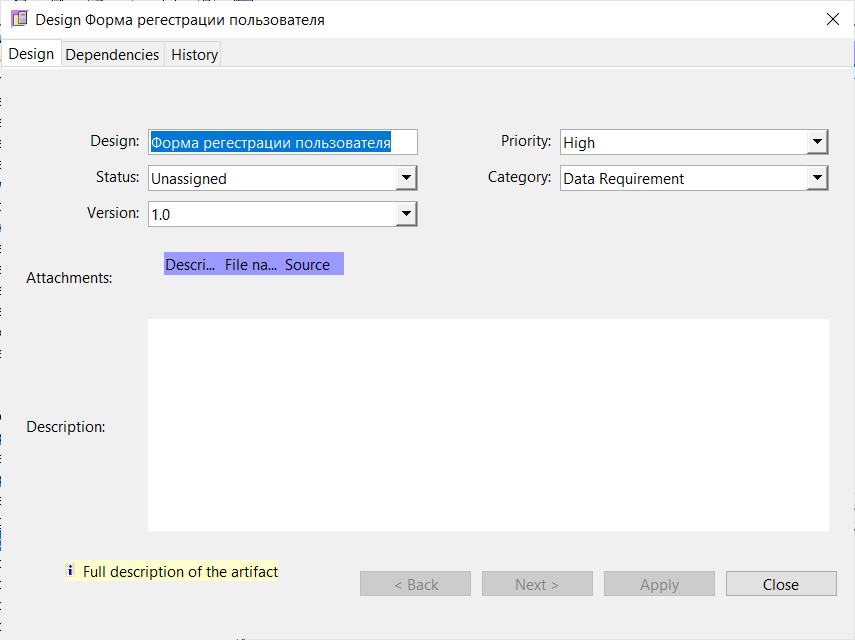 Design Форма регестрации пользователя
Design Dependencies History
Design: Форма регестрации пользователя Priority: High
Status: Unassigned Category: Data Requirement
Version: 1.0
Attachments: Descri... File na... Source
Description:
i Full description of the artifact
< Back Next > Apply Close